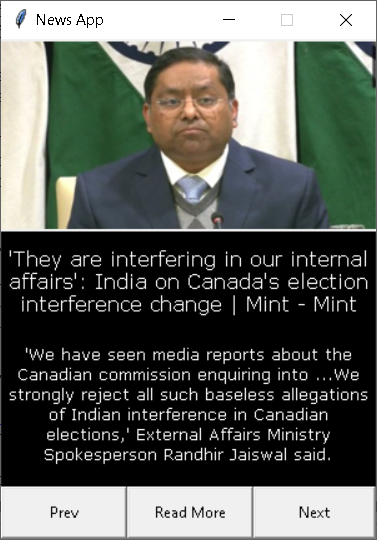 News App
'They are interfering in our internal
affairs': India on Canada's election
interference change | Mint - Mint
'We have seen media reports about the
Canadian commission enquiring into ...We
strongly reject all such baseless allegations
of Indian interference in Canadian
elections,' External Affairs Ministry
Spokesperson Randhir Jaiswal said.
Prev
Read More
Next